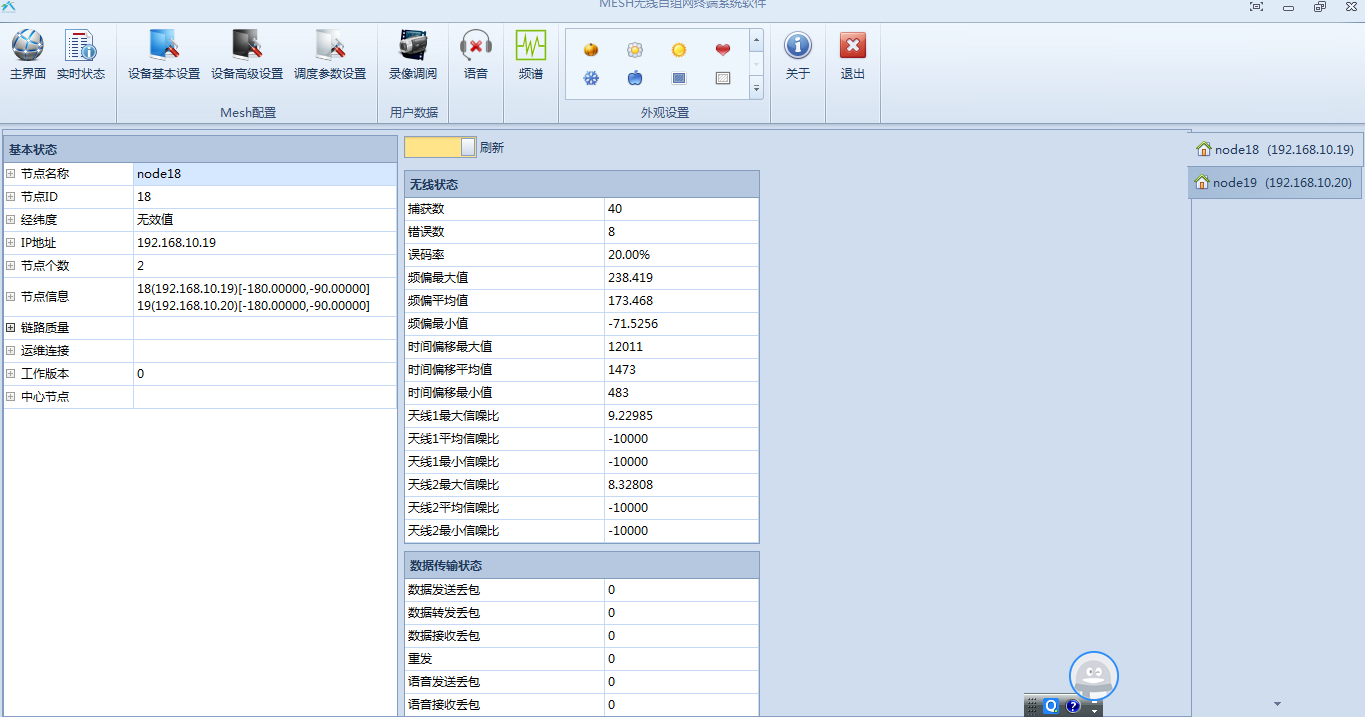 MESH无线自组网终端系统软件
主界面
实时状态
设备基本设置
设备高级设置
调度参数设置
录像调阅
语音
频谱
关于
退出
Mesh配置
用户数据
外观设置
基本状态
节点名称 node18
节点ID 18
经纬度 无效值
IP地址 192.168.10.19
节点个数 2
节点信息 18(192.168.10.19)[-180.00000,-90.00000]
19(192.168.10.20)[-180.00000,-90.00000]
链路质量
运维连接
工作版本 0
中心节点
刷新
无线状态
捕获数 40
错误数 8
误码率 20.00%
频偏最大值 238.419
频偏平均值 173.468
频偏最小值 -71.5256
时间偏移最大值 12011
时间偏移平均值 1473
时间偏移最小值 483
天线1最大信噪比 9.22985
天线1平均信噪比 -10000
天线1最小信噪比 -10000
天线2最大信噪比 8.32808
天线2平均信噪比 -10000
天线2最小信噪比 -10000
数据传输状态
数据发送丢包 0
数据转发丢包 0
数据接收丢包 0
重发 0
语音发送丢包 0
语音接收丢包 0
node18 (192.168.10.19)
node19 (192.168.10.20)